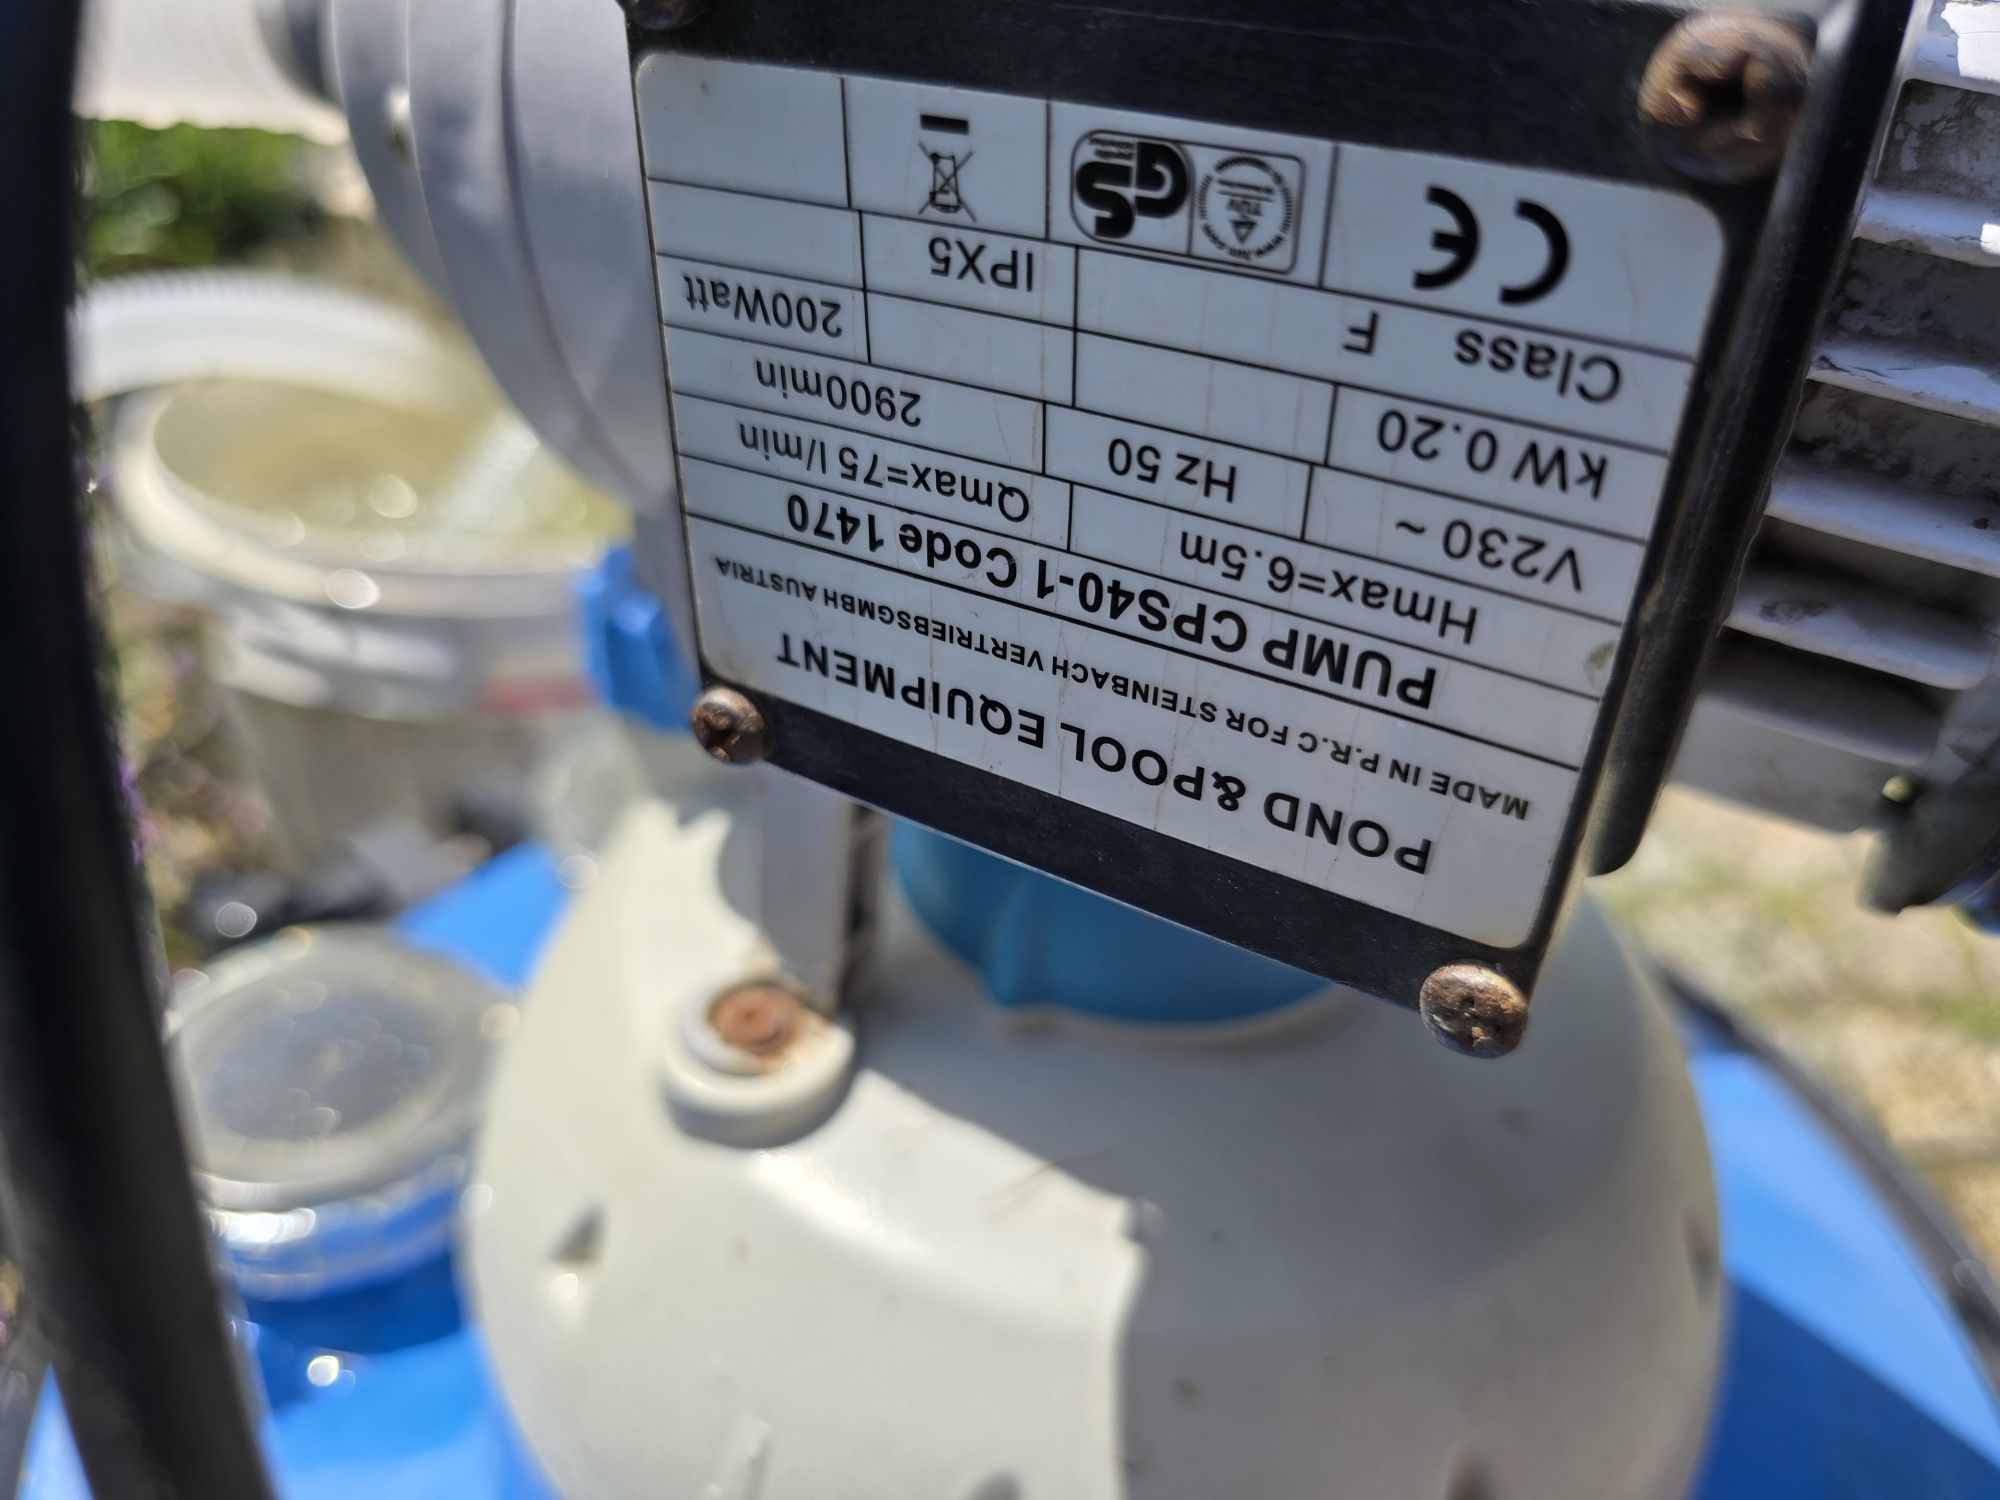 POND & POOL EQUIPMENT
MADE IN P.R.C FOR STEINBACH VERTRIEBSGMBH AUSTRIA
PUMP CPS40-1 Code 1470
Hmax=6.5m Qmax=75 l/min
V230 ~ Hz 50 2900min
kW 0.20 200Watt
Class F IPX5
CE TÜV GS